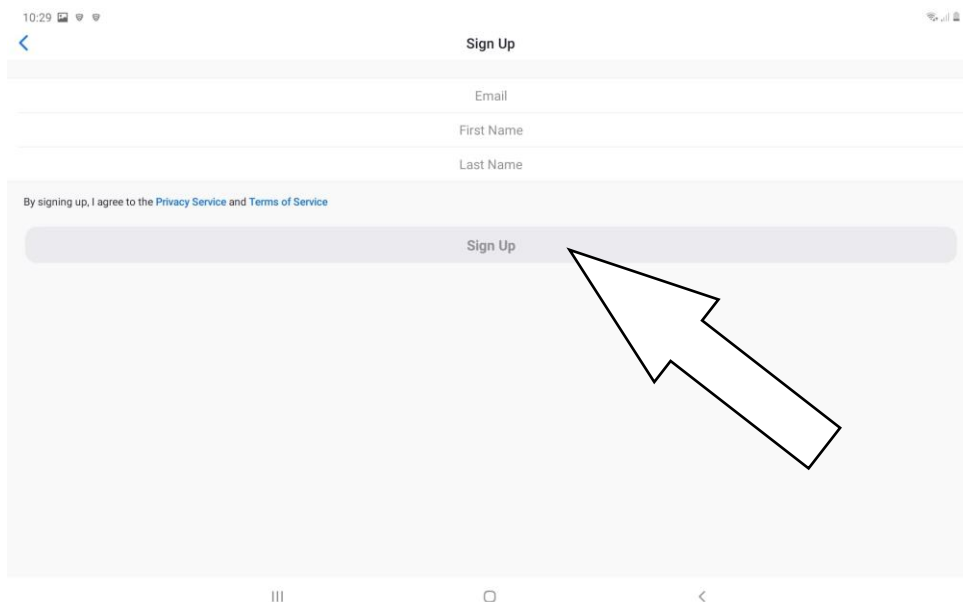 10:29
Sign Up
Email
First Name
Last Name
By signing up, I agree to the Privacy Service and Terms of Service
Sign Up